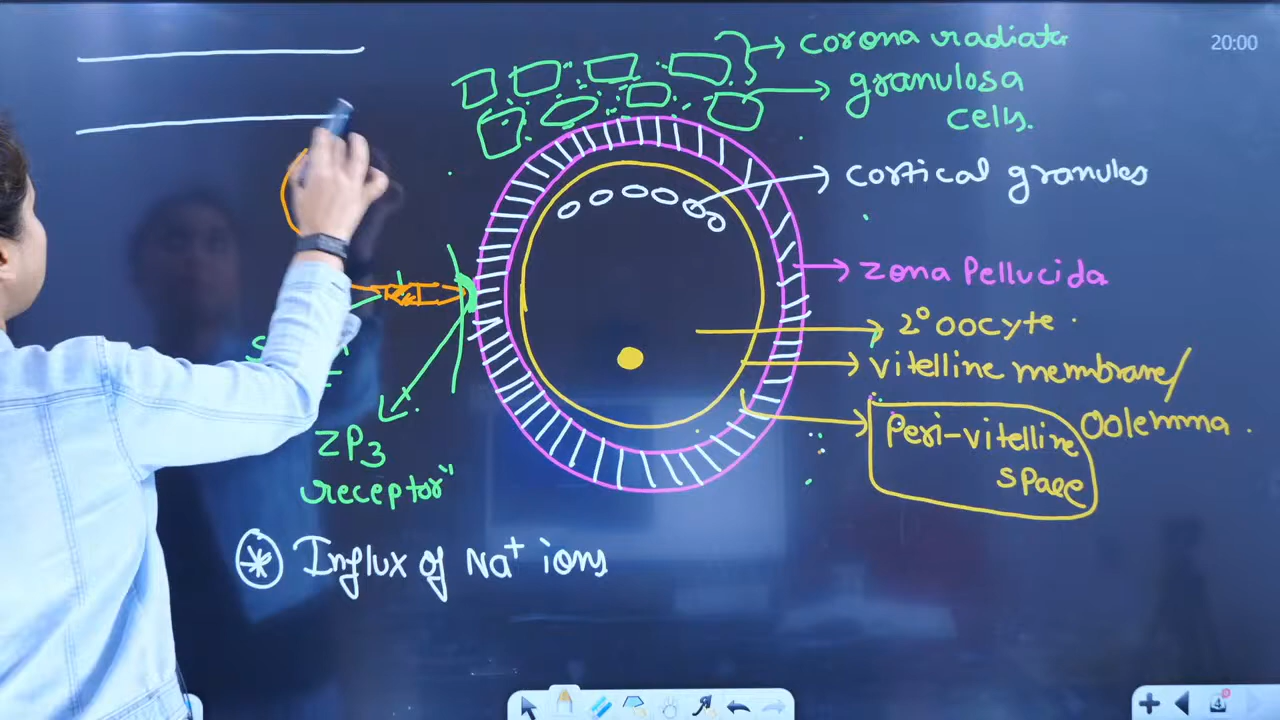 20:00
corona radiata
granulosa
cells.
cortical granules
zona Pellucida
2° oocyte
vitelline membrane/
Oolemma.
Peri-vitelline
space
ZP3
receptor"
* Influx of Na+ ions
4